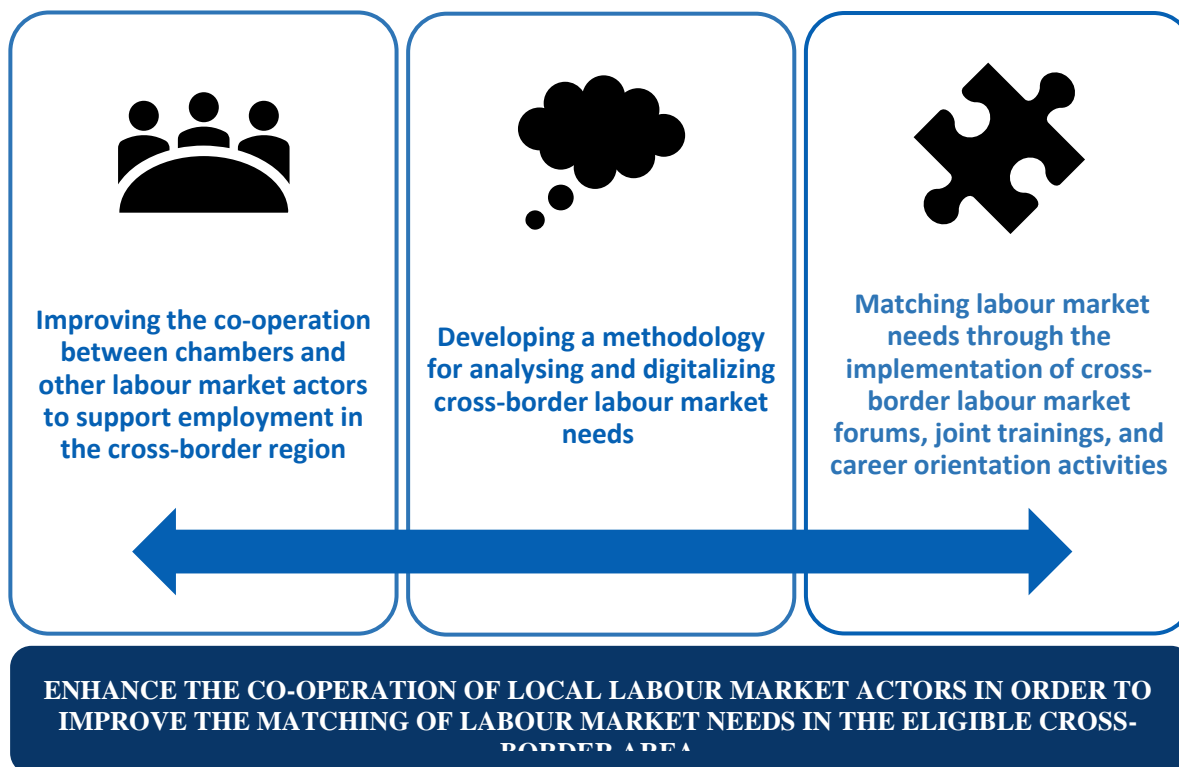 Improving the co-operation
between chambers and
other labour market actors
to support employment in
the cross-border region
Developing a methodology
for analysing and digitalizing
cross-border labour market
needs
Matching labour market
needs through the
implementation of cross-
border labour market
forums, joint trainings, and
career orientation activities
ENHANCE THE CO-OPERATION OF LOCAL LABOUR MARKET ACTORS IN ORDER TO
IMPROVE THE MATCHING OF LABOUR MARKET NEEDS IN THE ELIGIBLE CROSS-
BORDER AREA